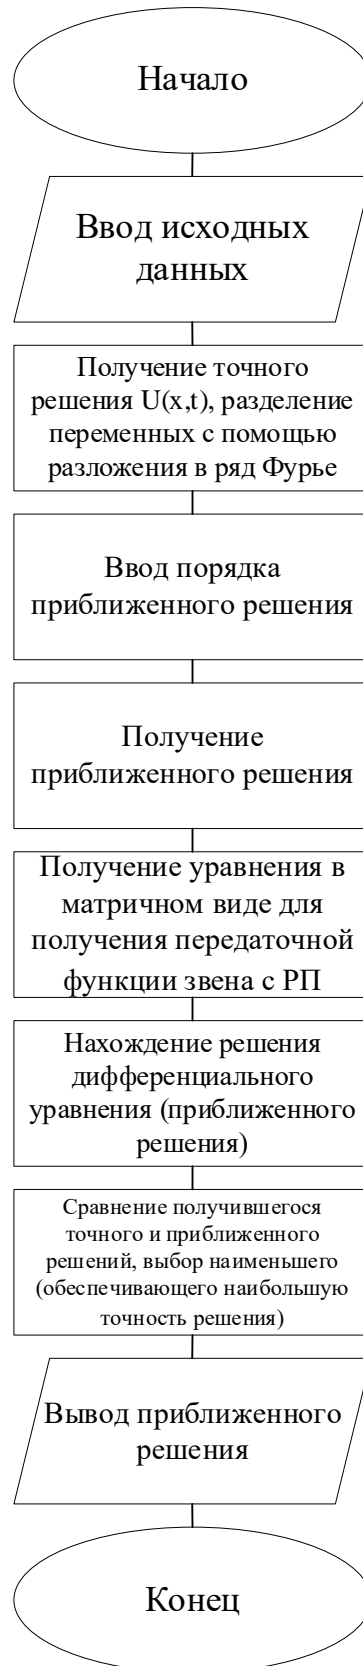 Начало
Ввод исходных
данных
Получение точного
решения U(x,t), разделение
переменных с помощью
разложения в ряд Фурье
Ввод порядка
приближенного решения
Получение
приближенного решения
Получение уравнения в
матричном виде для
получения передаточной
функции звена с РП
Нахождение решения
дифференциального
уравнения (приближенного
решения)
Сравнение получившегося
точного и приближенного
решений, выбор наименьшего
(обеспечивающего наибольшую
точность решения)
Вывод приближенного
решения
Конец